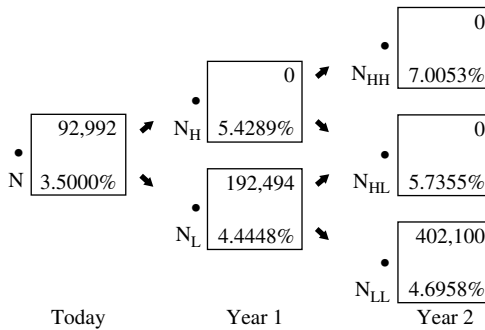 0
N_HH 7.0053%
0
N_H 5.4289%
92,992
N 3.5000%
0
N_HL 5.7355%
192,494
N_L 4.4448%
402,100
N_LL 4.6958%
Today Year 1 Year 2